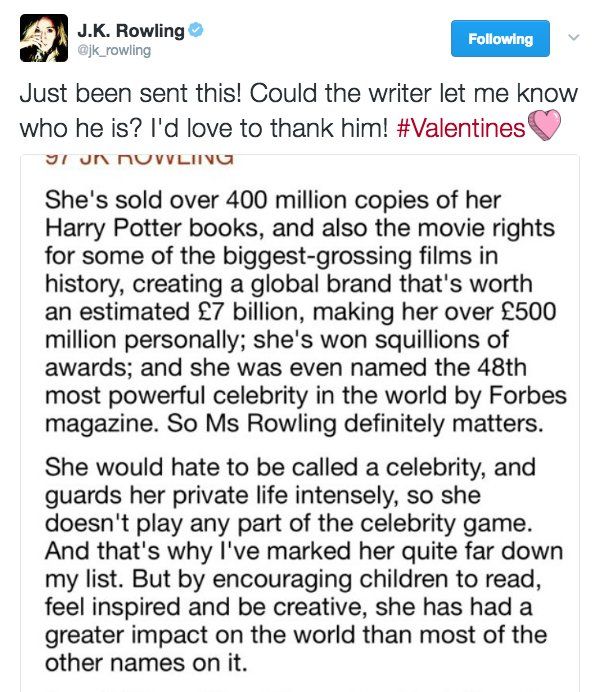 J.K. Rowling
@jk_rowling
Following
Just been sent this! Could the writer let me know
who he is? I'd love to thank him! #Valentines
97 JK ROWLING
She's sold over 400 million copies of her
Harry Potter books, and also the movie rights
for some of the biggest-grossing films in
history, creating a global brand that's worth
an estimated £7 billion, making her over £500
million personally; she's won squillions of
awards; and she was even named the 48th
most powerful celebrity in the world by Forbes
magazine. So Ms Rowling definitely matters.
She would hate to be called a celebrity, and
guards her private life intensely, so she
doesn't play any part of the celebrity game.
And that's why I've marked her quite far down
my list. But by encouraging children to read,
feel inspired and be creative, she has had a
greater impact on the world than most of the
other names on it.